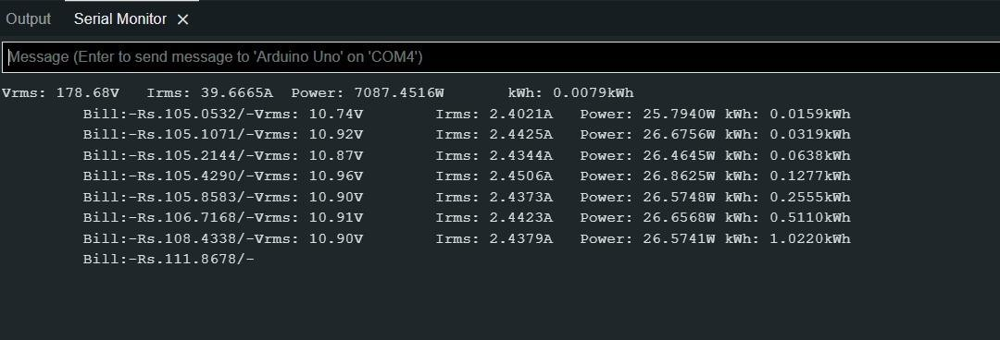 Output Serial Monitor
Message (Enter to send message to 'Arduino Uno' on 'COM4')
Vrms: 178.68V Irms: 39.6665A Power: 7087.4516W kWh: 0.0079kWh
Bill:-Rs.105.0532/-Vrms: 10.74V Irms: 2.4021A Power: 25.7940W kWh: 0.0159kWh
Bill:-Rs.105.1071/-Vrms: 10.92V Irms: 2.4425A Power: 26.6756W kWh: 0.0319kWh
Bill:-Rs.105.2144/-Vrms: 10.87V Irms: 2.4344A Power: 26.4645W kWh: 0.0638kWh
Bill:-Rs.105.4290/-Vrms: 10.96V Irms: 2.4506A Power: 26.8625W kWh: 0.1277kWh
Bill:-Rs.105.8583/-Vrms: 10.90V Irms: 2.4373A Power: 26.5748W kWh: 0.2555kWh
Bill:-Rs.106.7168/-Vrms: 10.91V Irms: 2.4423A Power: 26.6568W kWh: 0.5110kWh
Bill:-Rs.108.4338/-Vrms: 10.90V Irms: 2.4379A Power: 26.5741W kWh: 1.0220kWh
Bill:-Rs.111.8678/-